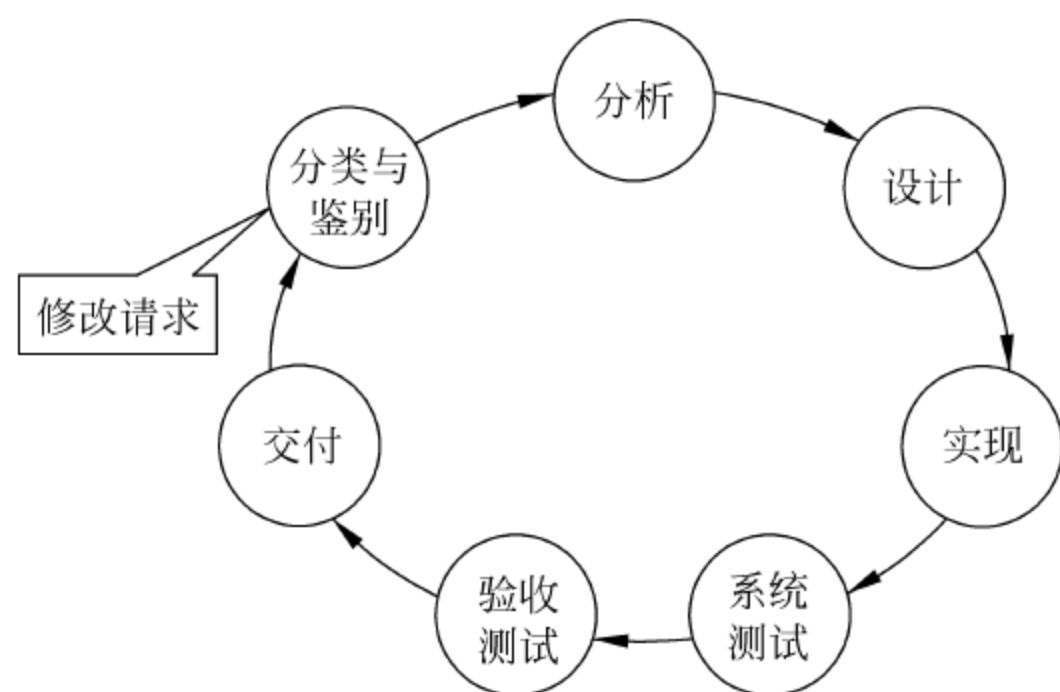 分析
分类与
鉴别
设计
修改请求
交付
实现
验收
测试
系统
测试